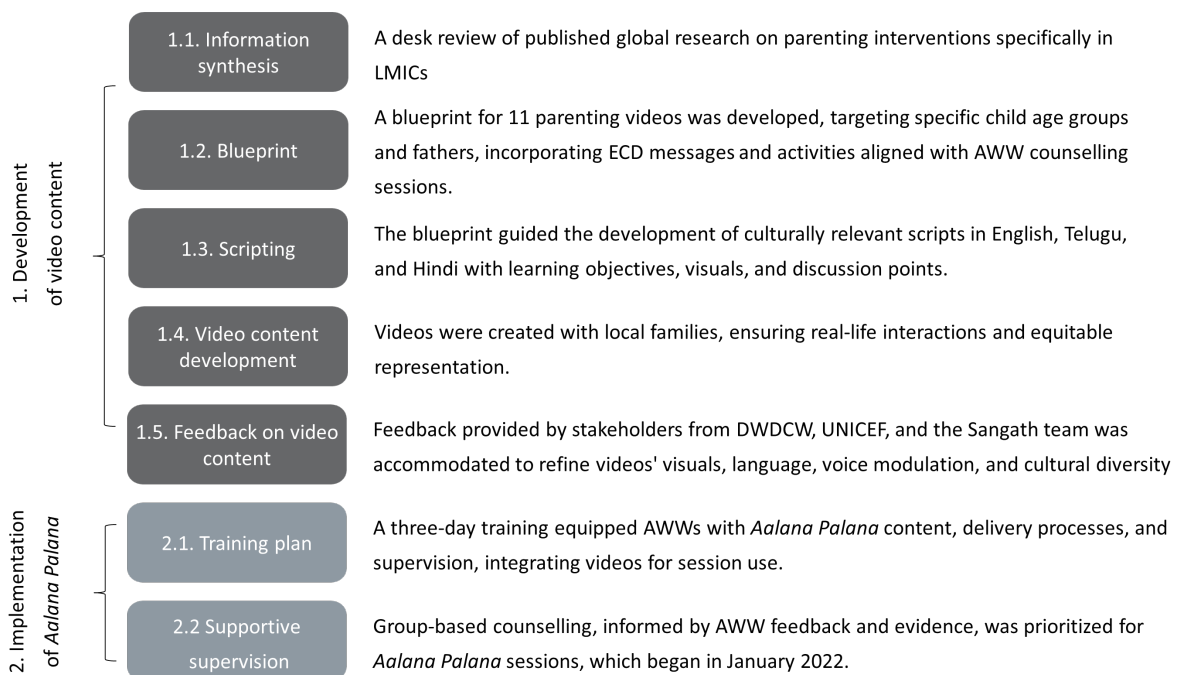 1. Development
of video content
1.1. Information
synthesis
A desk review of published global research on parenting interventions specifically in
LMICs
1.2. Blueprint
A blueprint for 11 parenting videos was developed, targeting specific child age groups
and fathers, incorporating ECD messages and activities aligned with AWW counselling
sessions.
1.3. Scripting
The blueprint guided the development of culturally relevant scripts in English, Telugu,
and Hindi with learning objectives, visuals, and discussion points.
1.4. Video content
development
Videos were created with local families, ensuring real-life interactions and equitable
representation.
1.5. Feedback on video
content
Feedback provided by stakeholders from DWDCW, UNICEF, and the Sangath team was
accommodated to refine videos' visuals, language, voice modulation, and cultural diversity
2. Implementation
of Aalana Palana
2.1. Training plan
A three-day training equipped AWWs with Aalana Palana content, delivery processes, and
supervision, integrating videos for session use.
2.2 Supportive
supervision
Group-based counselling, informed by AWW feedback and evidence, was prioritized for
Aalana Palana sessions, which began in January 2022.